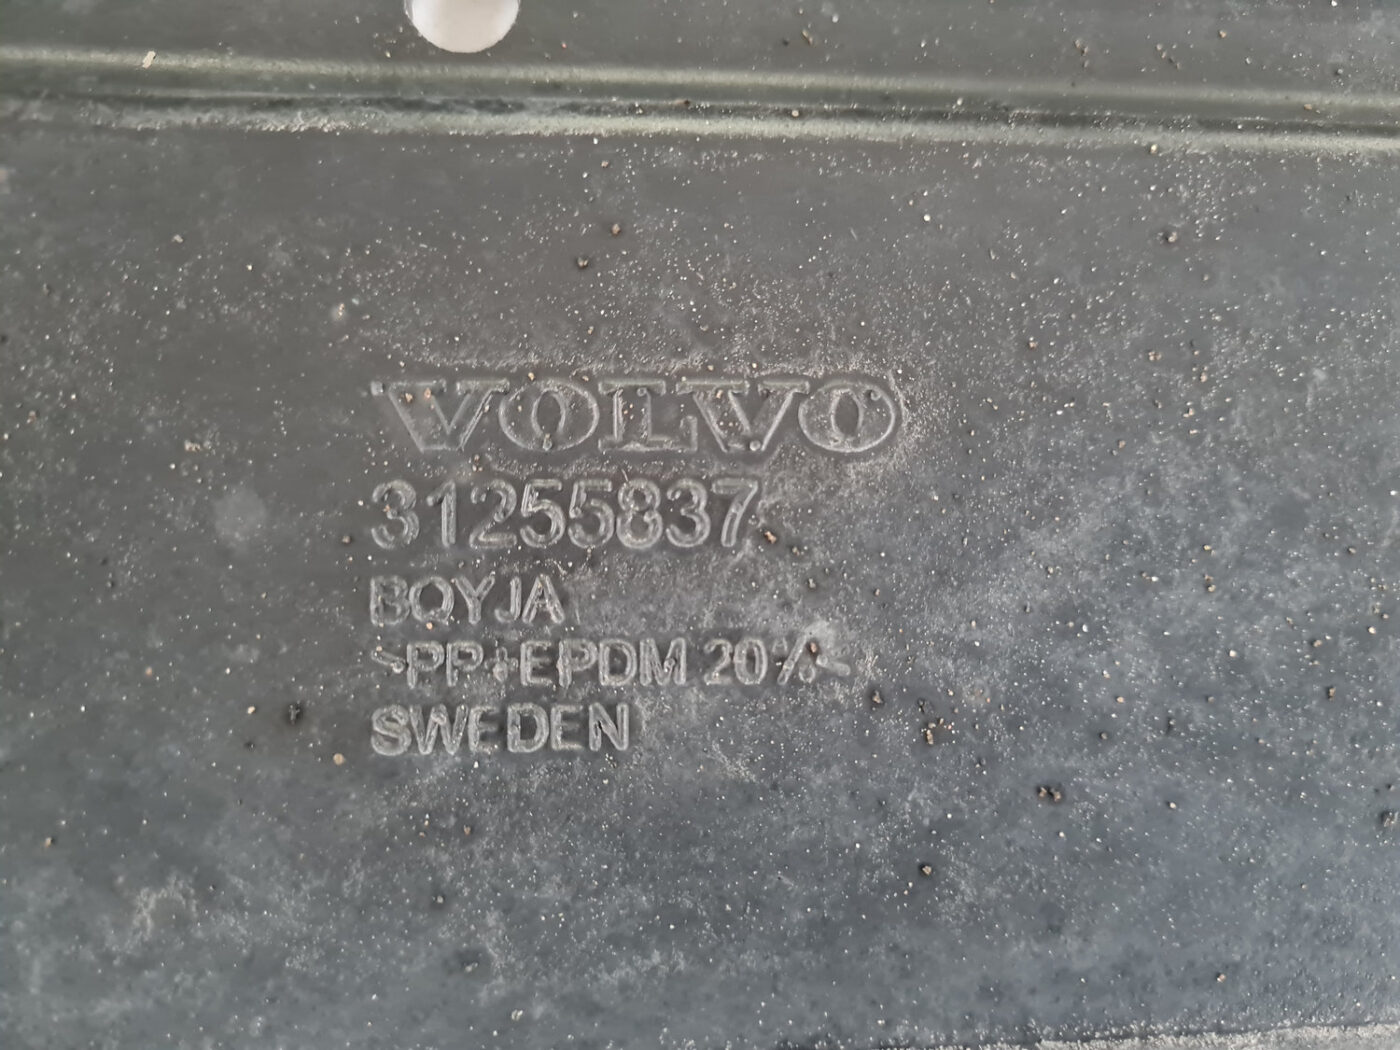 VOLVO
31255837
BQYJA
>PP+EPDM 20%<
SWEDEN